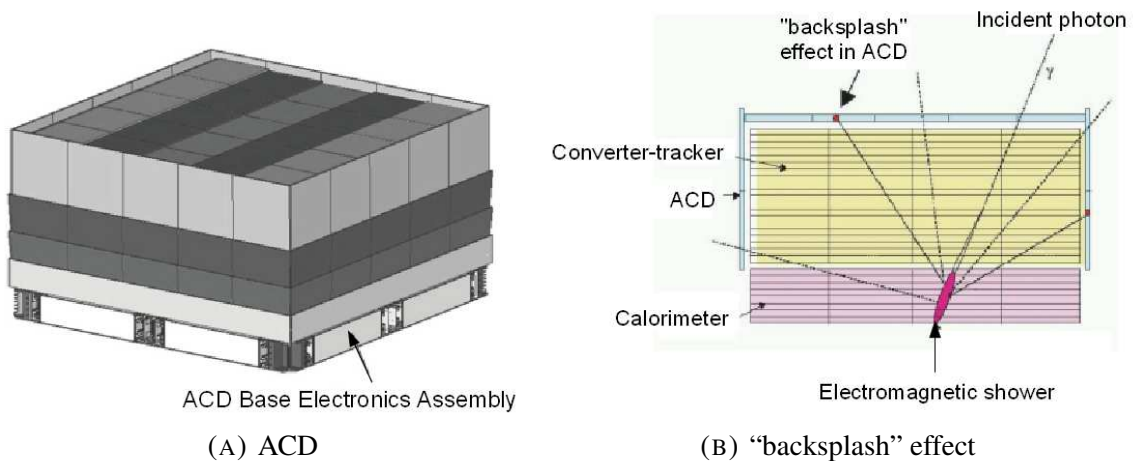 "backsplash"
effect in ACD
Incident photon
γ
Converter-tracker
ACD
Calorimeter
Electromagnetic shower
ACD Base Electronics Assembly
(A) ACD
(B) “backsplash” effect